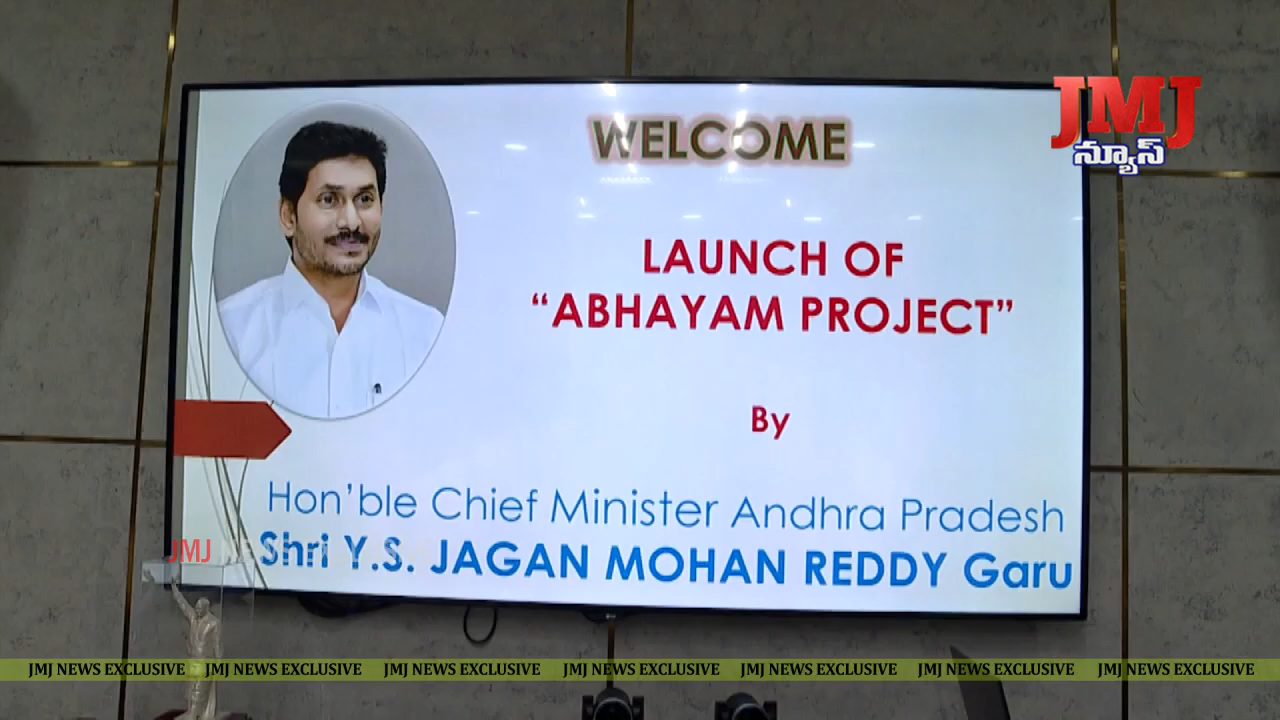 JMJ
న్యూస్
WELCOME
LAUNCH OF
“ABHAYAM PROJECT”
By
Hon’ble Chief Minister Andhra Pradesh
Shri Y.S. JAGAN MOHAN REDDY Garu
JMJ NEWS
JMJ NEWS EXCLUSIVE JMJ NEWS EXCLUSIVE JMJ NEWS EXCLUSIVE JMJ NEWS EXCLUSIVE JMJ NEWS EXCLUSIVE JMJ NEWS EXCLUSIVE JMJ NEWS EXCLUSIVE